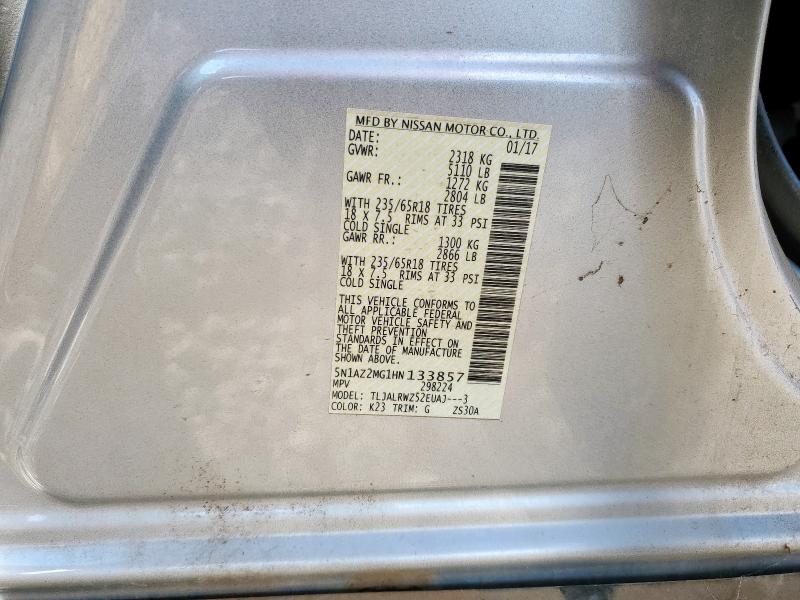 MFD BY NISSAN MOTOR CO., LTD.
DATE: 01/17
GVWR: 2318 KG
5110 LB
GAWR FR.: 1272 KG
2804 LB
WITH 235/65R18 TIRES
18 X 7.5 RIMS AT 33 PSI
COLD SINGLE
GAWR RR.: 1300 KG
2866 LB
WITH 235/65R18 TIRES
18 X 7.5 RIMS AT 33 PSI
COLD SINGLE
THIS VEHICLE CONFORMS TO
ALL APPLICABLE FEDERAL
MOTOR VEHICLE SAFETY AND
THEFT PREVENTION
STANDARDS IN EFFECT ON
THE DATE OF MANUFACTURE
SHOWN ABOVE.
5N1AZ2MG1HN133857
MPV 298224
MODEL: TLJALRWZ52EUAJ---3
COLOR: K23 TRIM: G ZS30A